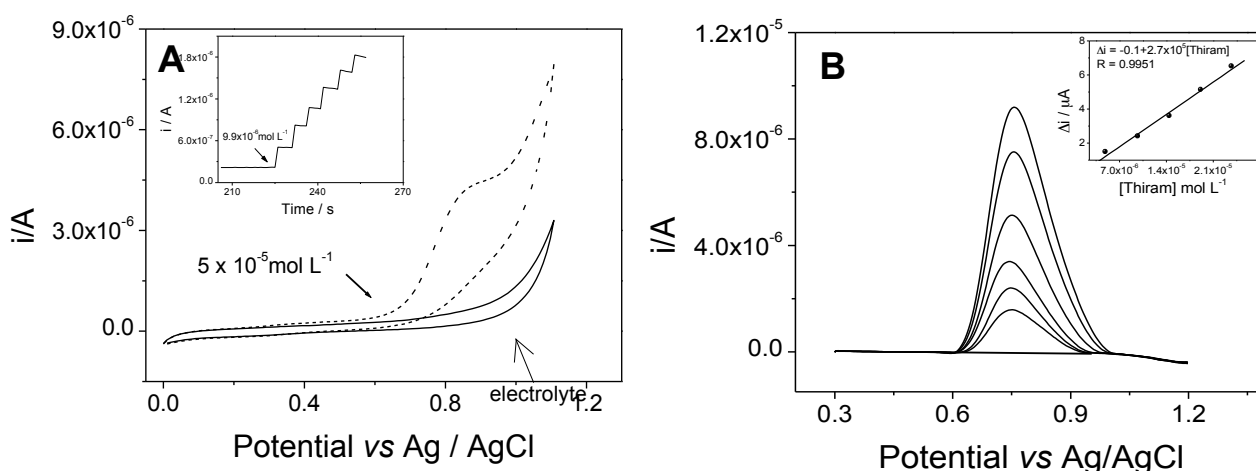 A
9.0x10⁻⁶
6.0x10⁻⁶
3.0x10⁻⁶
0.0
i/A
0.0
0.4
0.8
1.2
Potential vs Ag / AgCl
5 x 10⁻⁵mol L⁻¹
electrolyte
1.8x10⁻⁶
1.2x10⁻⁶
6.0x10⁻⁷
0.0
i / A
9.9x10⁻⁶mol L⁻¹
210
240
270
Time / s
B
1.2x10⁻⁵
8.0x10⁻⁶
4.0x10⁻⁶
0.0
i/A
0.3
0.6
0.9
1.2
Potential vs Ag/AgCl
Δi = -0.1+2.7x10⁵[Thiram]
R = 0.9951
8
6
4
2
Δi / μA
7.0x10⁻⁶
1.4x10⁻⁵
2.1x10⁻⁵
[Thiram] mol L⁻¹